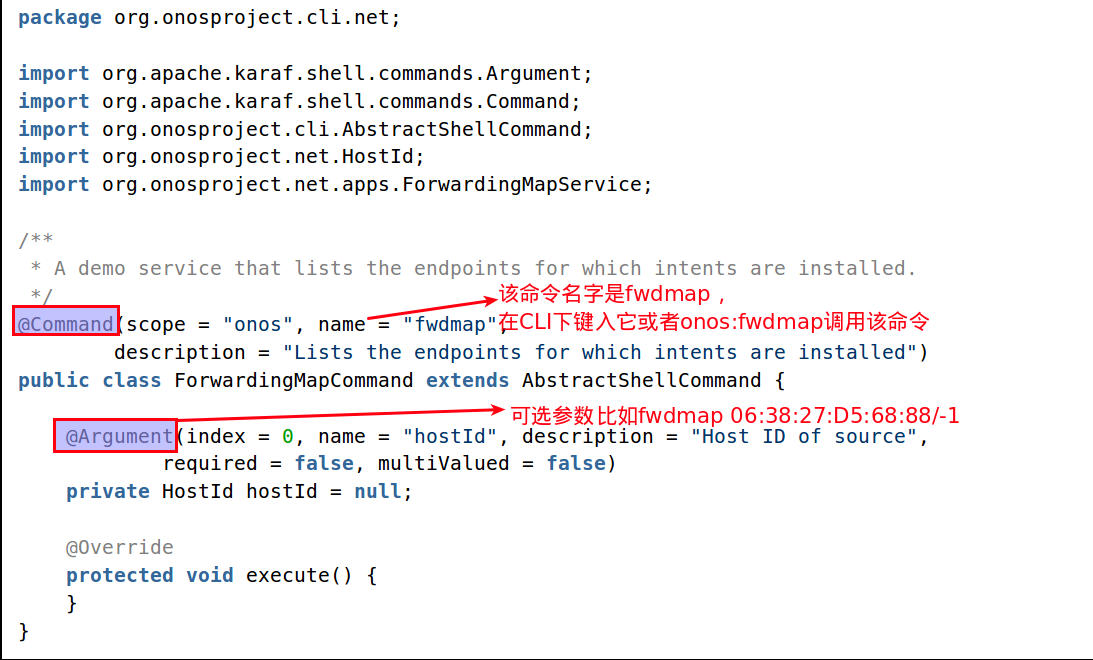 package org.onosproject.cli.net;
import org.apache.karaf.shell.commands.Argument;
import org.apache.karaf.shell.commands.Command;
import org.onosproject.cli.AbstractShellCommand;
import org.onosproject.net.HostId;
import org.onosproject.net.apps.ForwardingMapService;
/**
* A demo service that lists the endpoints for which intents are installed.
*/
该命令名字是fwdmap，
@Command(scope = "onos", name = "fwdmap",
在CLI下键入它或者onos:fwdmap调用该命令
description = "Lists the endpoints for which intents are installed")
public class ForwardingMapCommand extends AbstractShellCommand {
可选参数比如fwdmap 06:38:27:D5:68:88/-1
@Argument(index = 0, name = "hostId", description = "Host ID of source",
required = false, multiValued = false)
private HostId hostId = null;
@Override
protected void execute() {
}
}